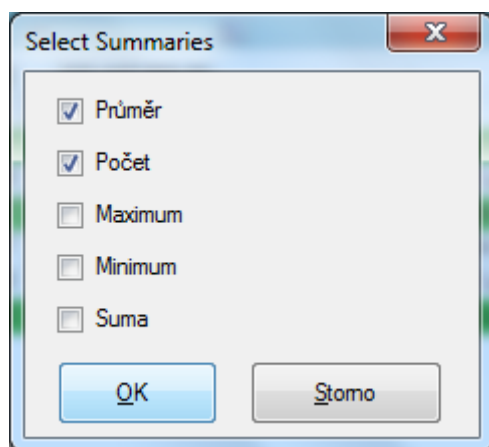 Select Summaries
Průměr
Počet
Maximum
Minimum
Suma
OK
Storno